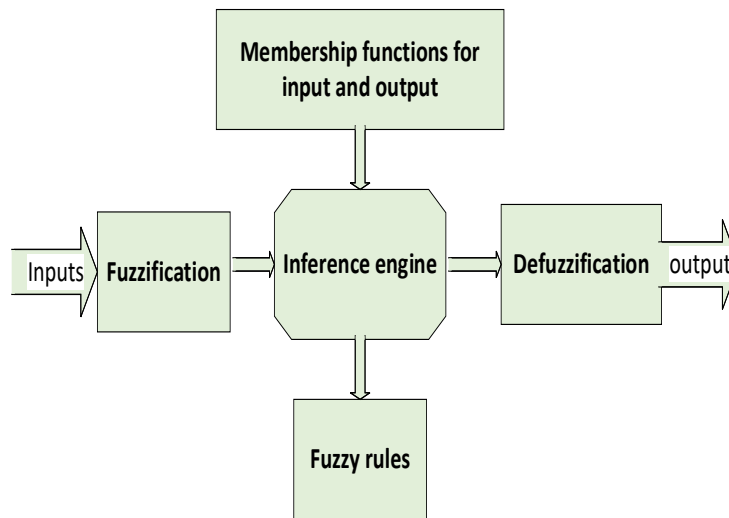 Membership functions for
input and output
Inputs
Fuzzification
Inference engine
Defuzzification
output
Fuzzy rules